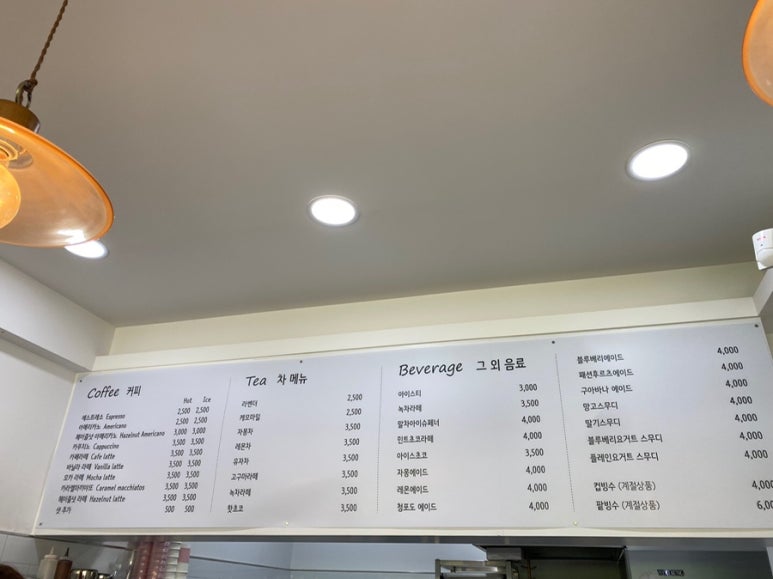 Coffee 커피
Hot Ice
에스프레소 Espresso 2,500 2,500
아메리카노 Americano 2,500 2,500
헤이즐넛 아메리카노 Hazelnut Americano 3,000 3,000
카푸치노 Cappuccino 3,500 3,500
카페라떼 Cafe latte 3,500 3,500
바닐라 라떼 Vanilla latte 3,500 3,500
모카 라떼 Mocha latte 3,500 3,500
카라멜마키아또 Caramel macchiatos 3,500 3,500
헤이즐넛 라떼 Hazelnut latte 3,500 3,500
샷 추가 500 500
Tea 차 메뉴
라벤더 2,500
캐모마일 2,500
자몽차 3,500
레몬차 3,500
유자차 3,500
고구마라떼 3,500
녹차라떼 3,500
핫초코 3,500
Beverage 그 외 음료
아이스티 3,000
녹차라떼 3,500
말차아이슈페너 4,000
민트초코라떼 4,000
아이스초코 3,500
자몽에이드 4,000
레몬에이드 4,000
청포도 에이드 4,000
블루베리에이드 4,000
패션후르츠에이드 4,000
구아바나 에이드 4,000
망고스무디 4,000
딸기스무디 4,000
블루베리요거트 스무디 4,000
플레인요거트 스무디 4,000
컵빙수 (계절상품) 4,000
팥빙수 (계절상품) 6,0